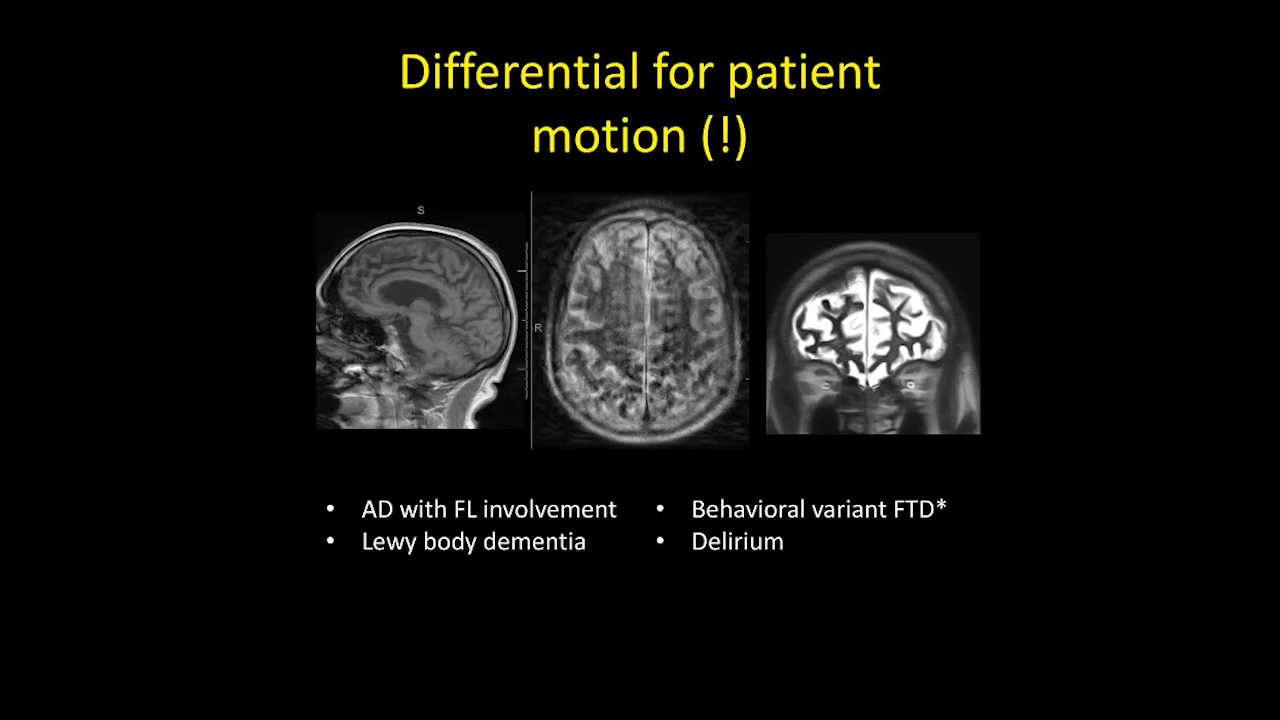 Differential for patient
motion (!)
S
R
• AD with FL involvement
• Lewy body dementia
• Behavioral variant FTD*
• Delirium